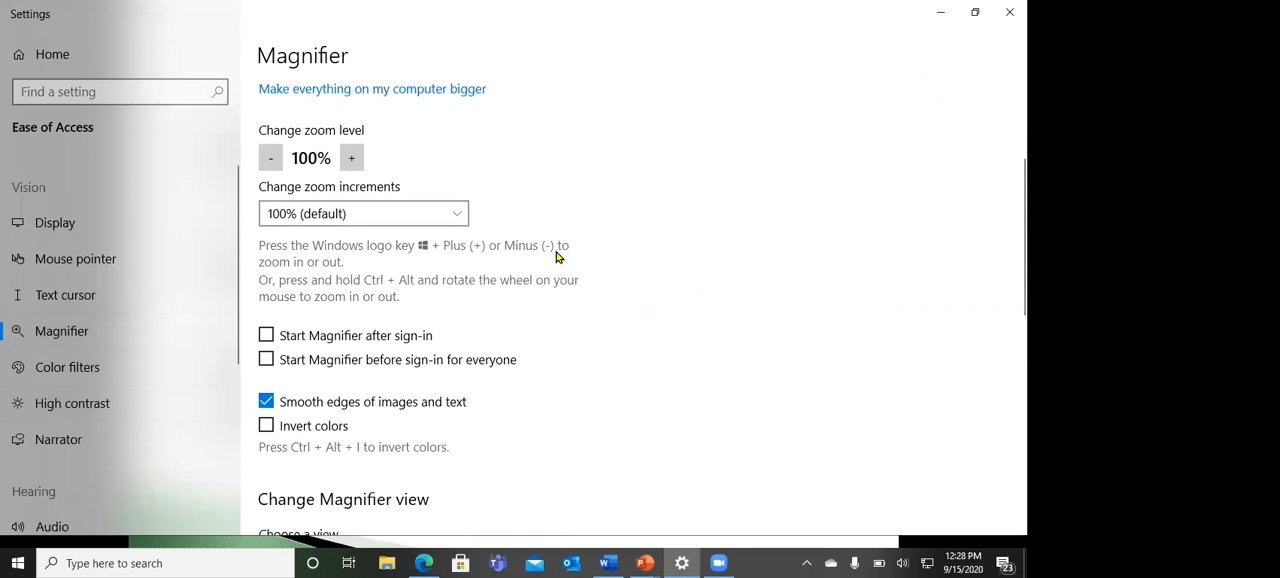 Settings
Home
Find a setting
Ease of Access
Vision
Display
Mouse pointer
Text cursor
Magnifier
Color filters
High contrast
Narrator
Hearing
Audio
Magnifier
Make everything on my computer bigger
Change zoom level
- 100% +
Change zoom increments
100% (default)
Press the Windows logo key + Plus (+) or Minus (-) to
zoom in or out.
Or, press and hold Ctrl + Alt and rotate the wheel on your
mouse to zoom in or out.
Start Magnifier after sign-in
Start Magnifier before sign-in for everyone
Smooth edges of images and text
Invert colors
Press Ctrl + Alt + I to invert colors.
Change Magnifier view
Choose a view
Type here to search
12:28 PM
9/15/2020
23